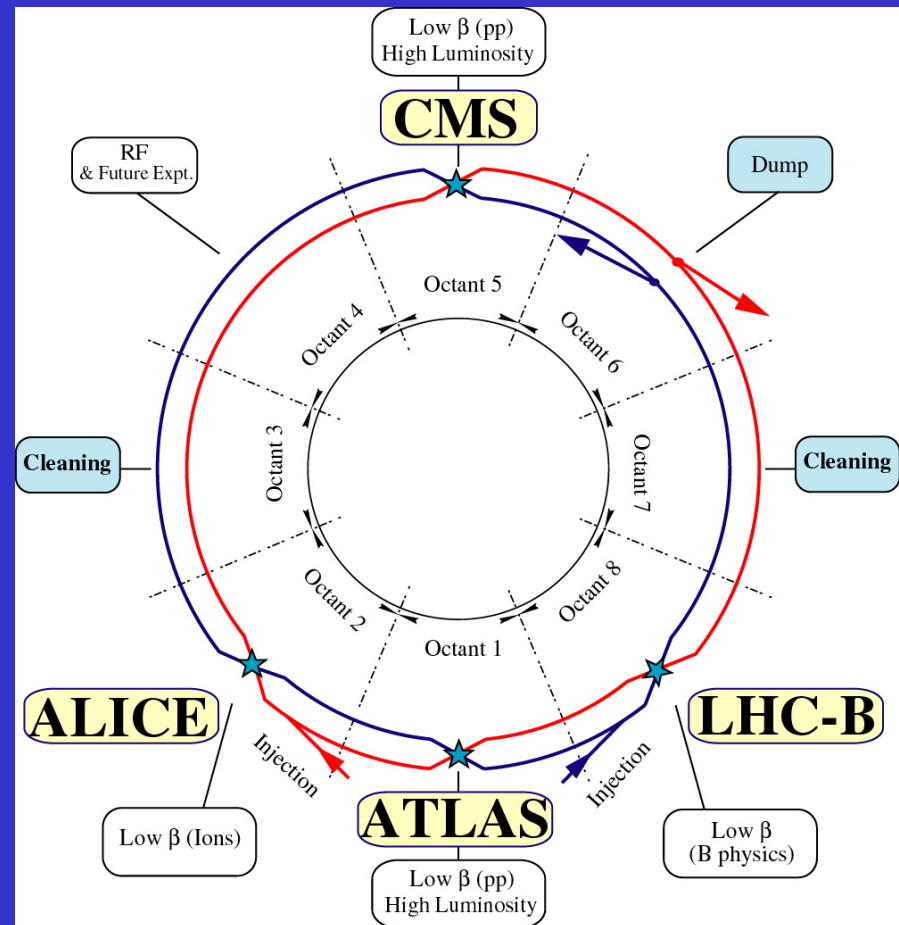 Low β (pp)
High Luminosity
CMS
RF
& Future Expt.
Dump
Octant 5
Octant 4
Octant 6
Cleaning
Octant 3
Octant 7
Cleaning
Octant 2
Octant 8
Octant 1
ALICE
LHC-B
Injection
Injection
ATLAS
Low β (Ions)
Low β
(B physics)
Low β (pp)
High Luminosity